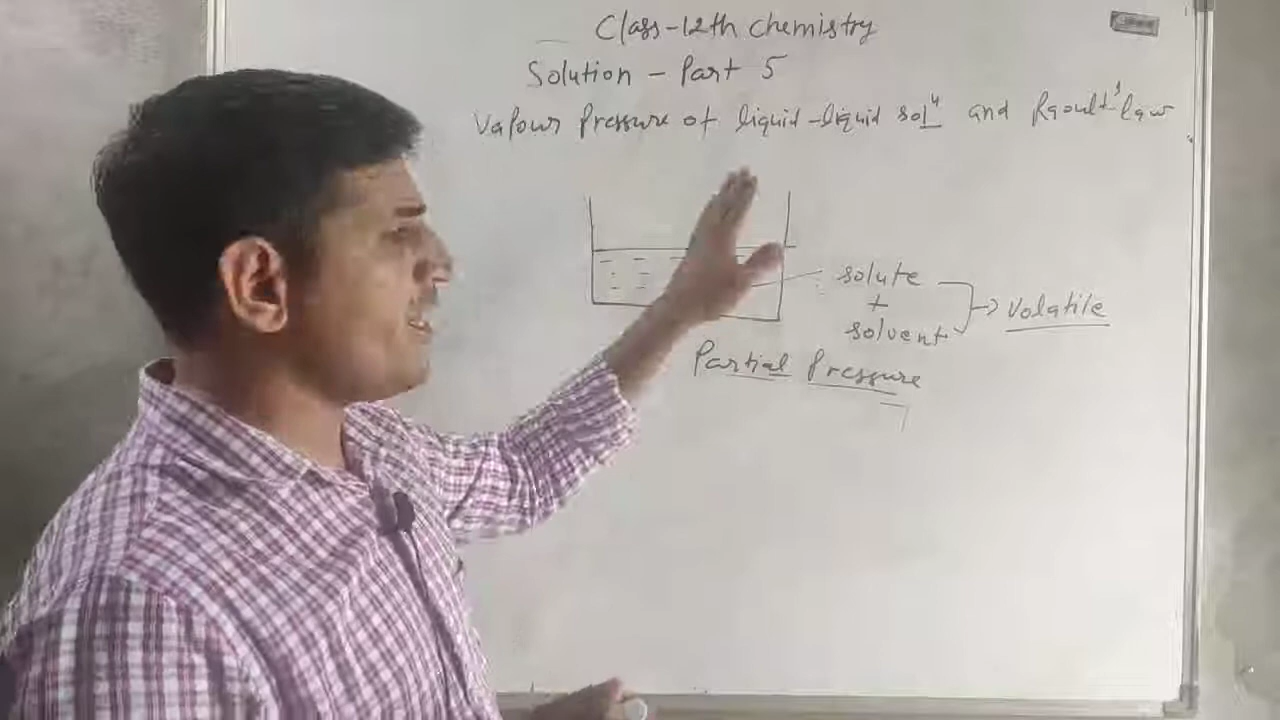 Class-12th Chemistry
Solution - Part 5
Vapour Pressure of liquid-liquid solⁿ and Raoult's law
solute
+
solvent
→ Volatile
Partial Pressure